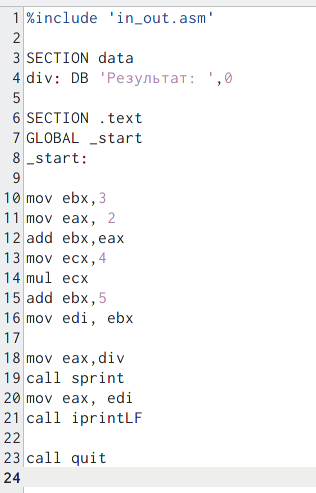 1 %include 'in_out.asm'
2
3 SECTION data
4 div: DB 'Результат: ',0
5
6 SECTION .text
7 GLOBAL _start
8 _start:
9
10 mov ebx,3
11 mov eax, 2
12 add ebx,eax
13 mov ecx,4
14 mul ecx
15 add ebx,5
16 mov edi, ebx
17
18 mov eax,div
19 call sprint
20 mov eax, edi
21 call iprintLF
22
23 call quit
24